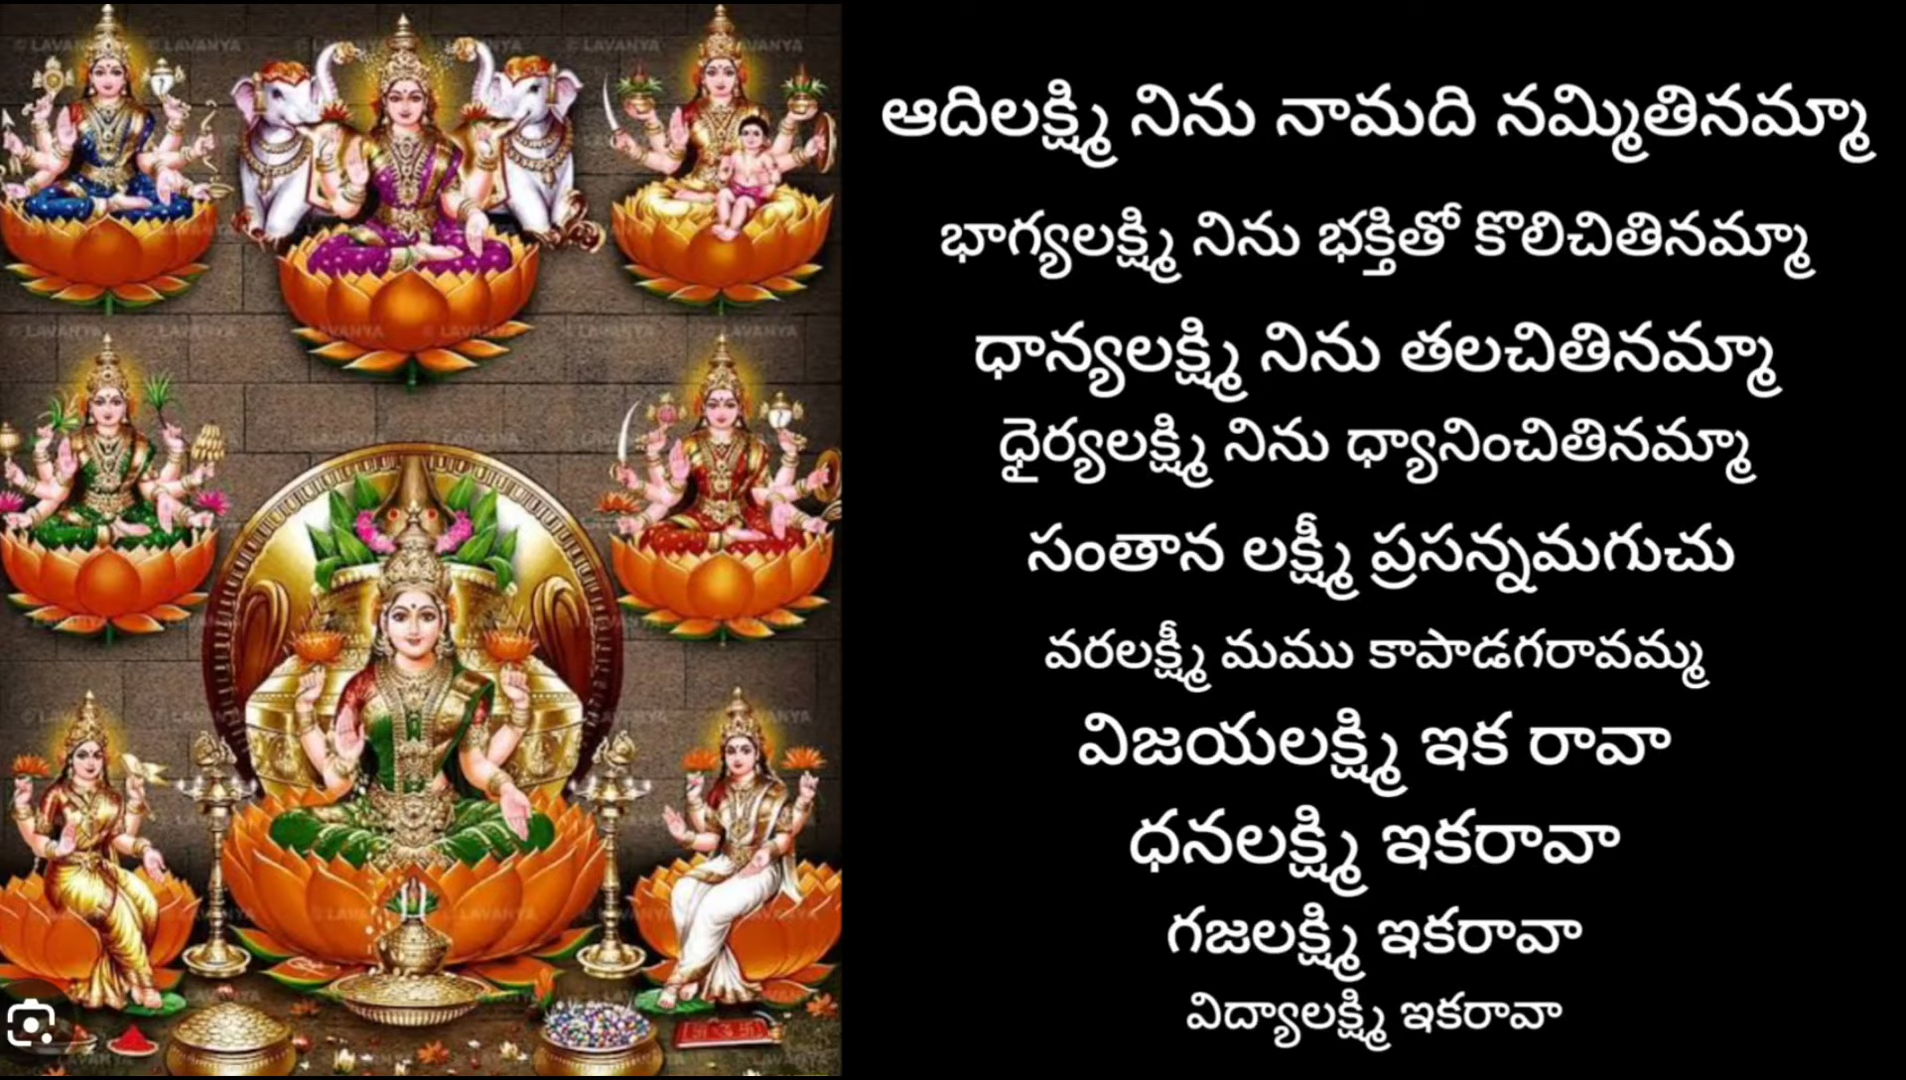 ఆదిలక్ష్మి నిను నామది నమ్మితినమ్మా
భాగ్యలక్ష్మి నిను భక్తితో కొలిచితినమ్మా
ధాన్యలక్ష్మి నిను తలచితినమ్మా
ధైర్యలక్ష్మి నిను ధ్యానించితినమ్మా
సంతాన లక్ష్మీ ప్రసన్నమగుచు
వరలక్ష్మీ మము కాపాడగరావమ్మ
విజయలక్ష్మి ఇక రావా
ధనలక్ష్మి ఇకరావా
గజలక్ష్మి ఇకరావా
విద్యాలక్ష్మి ఇకరావా
© LAVANYA